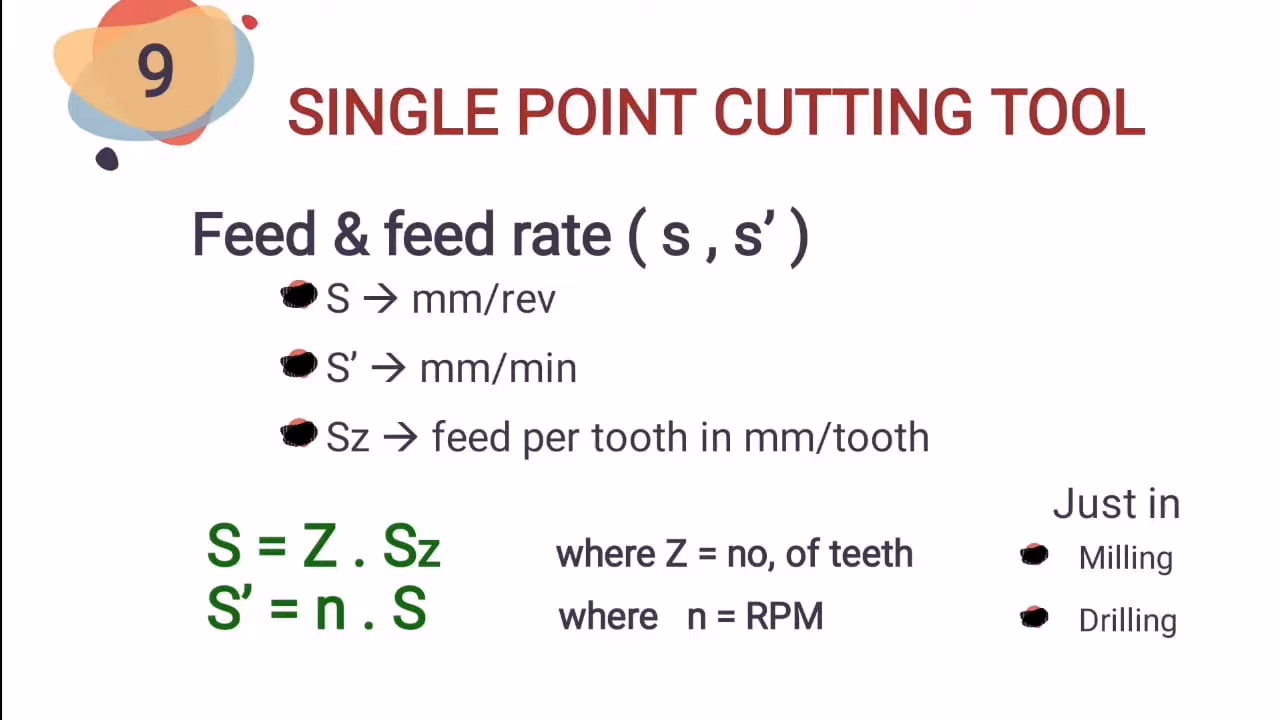 9
SINGLE POINT CUTTING TOOL
Feed & feed rate ( s , s’ )
S → mm/rev
S’ → mm/min
Sz → feed per tooth in mm/tooth
S = Z . Sz where Z = no, of teeth
S’ = n . S where n = RPM
Just in
Milling
Drilling